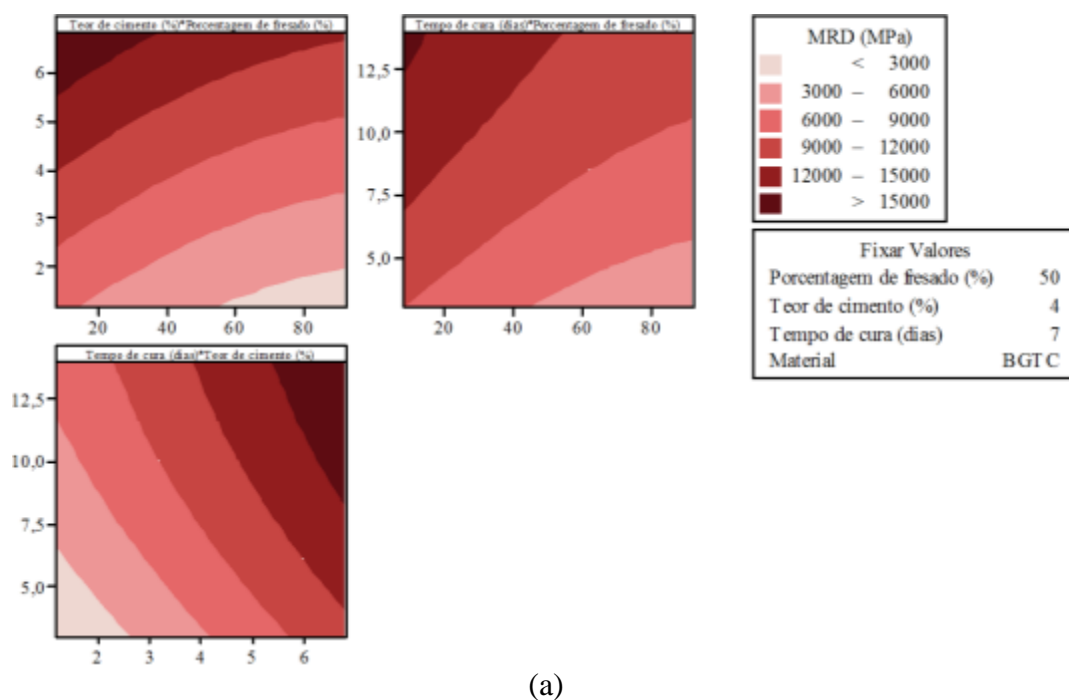 Teor de cimento (%)*Porcentagem de fresado (%)
6
5
4
3
2
20 40 60 80
Tempo de cura (dias)*Porcentagem de fresado (%)
12,5
10,0
7,5
5,0
20 40 60 80
MRD (MPa)
< 3000
3000 – 6000
6000 – 9000
9000 – 12000
12000 – 15000
> 15000
Fixar Valores
Porcentagem de fresado (%) 50
Teor de cimento (%) 4
Tempo de cura (dias) 7
Material BGTC
Tempo de cura (dias)*Teor de cimento (%)
12,5
10,0
7,5
5,0
2 3 4 5 6
(a)